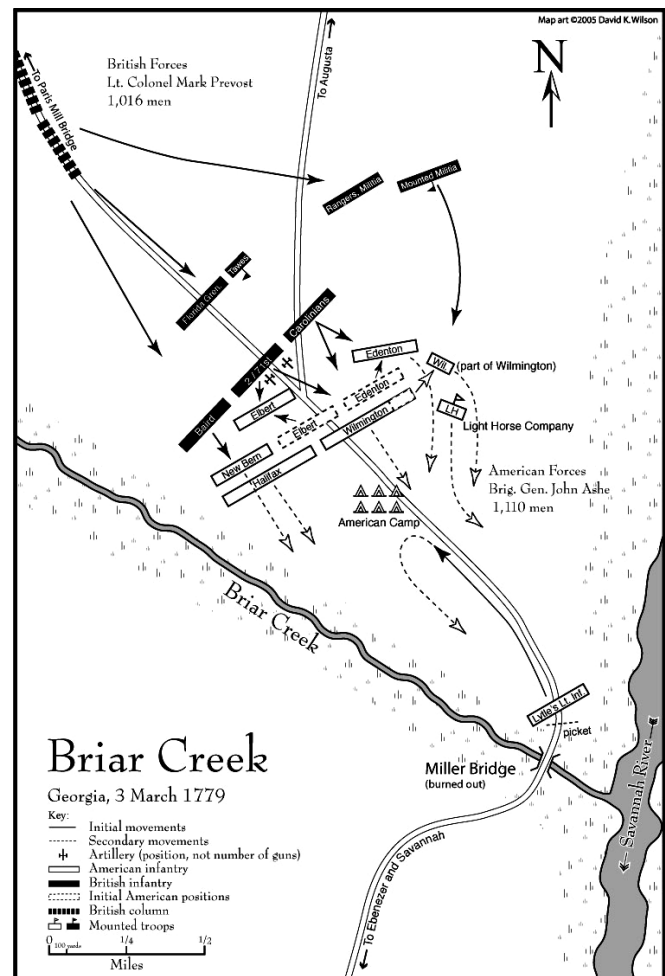 Map art ©2005 David K.Wilson
British Forces
Lt. Colonel Mark Prevost
1,016 men
N
To Paris Mill Bridge
To Augusta
Rangers, Militia
Mounted Militia
Tawes
Florida Gren.
Carolinians
2 / 71st
Baird
Edenton
Wil.
(part of Wilmington)
Elbert
Edenton
LH
Light Horse Company
Elbert
Wilmington
New Bern
Halifax
American Forces
Brig. Gen. John Ashe
1,110 men
American Camp
Briar Creek
Lytle's Lt. Inf.
picket
Miller Bridge
(burned out)
Savannah River
To Ebenezer and Savannah
Briar Creek
Georgia, 3 March 1779
Key:
Initial movements
Secondary movements
Artillery (position, not number of guns)
American infantry
British infantry
Initial American positions
British column
Mounted troops
0 100 yards 1/4 1/2
Miles